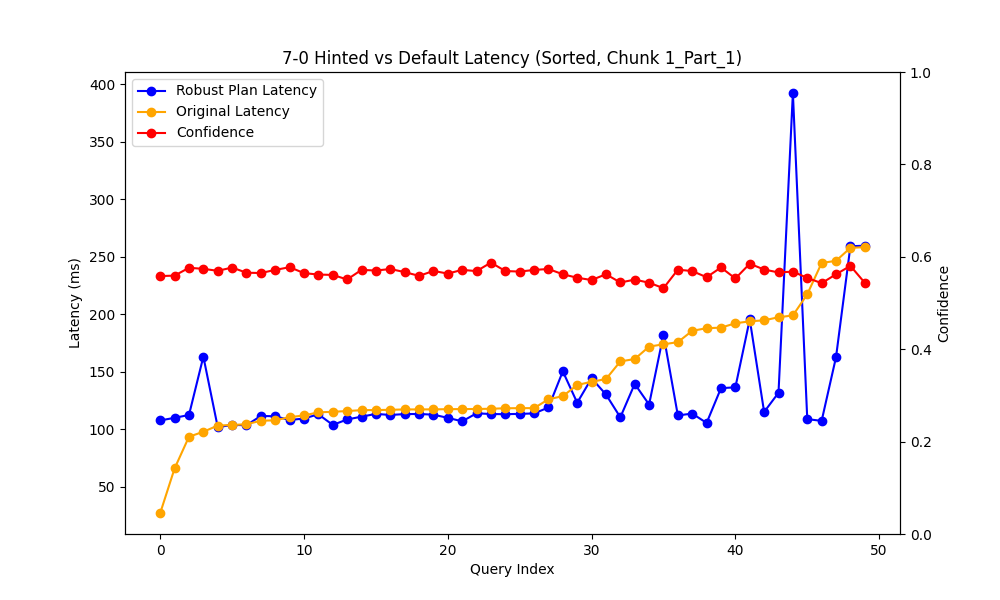 7-0 Hinted vs Default Latency (Sorted, Chunk 1_Part_1)
Robust Plan Latency
Original Latency
Confidence
Latency (ms)
400
350
300
250
200
150
100
50
1.0
0.8
0.6
0.4
0.2
0.0
Confidence
0
10
20
30
40
50
Query Index